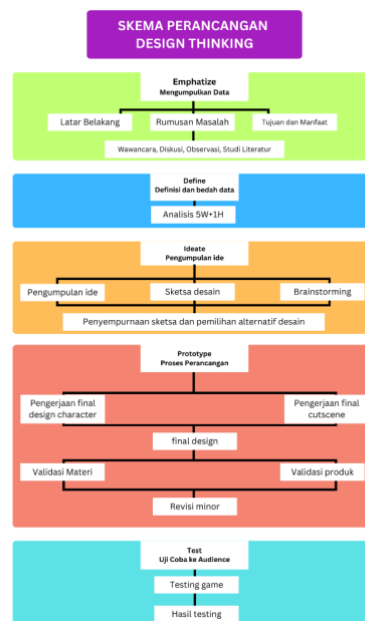 SKEMA PERANCANGAN
DESIGN THINKING
Emphatize
Mengumpulkan Data
Latar Belakang
Rumusan Masalah
Tujuan dan Manfaat
Wawancara, Diskusi, Observasi, Studi Literatur
Define
Definisi dan bedah data
Analisis 5W+1H
Ideate
Pengumpulan ide
Pengumpulan ide
Sketsa desain
Brainstorming
Penyempurnaan sketsa dan pemilihan alternatif desain
Prototype
Proses Perancangan
Pengerjaan final
design character
Pengerjaan final
cutscene
final design
Validasi Materi
Validasi produk
Revisi minor
Test
Uji Coba ke Audience
Testing game
Hasil testing